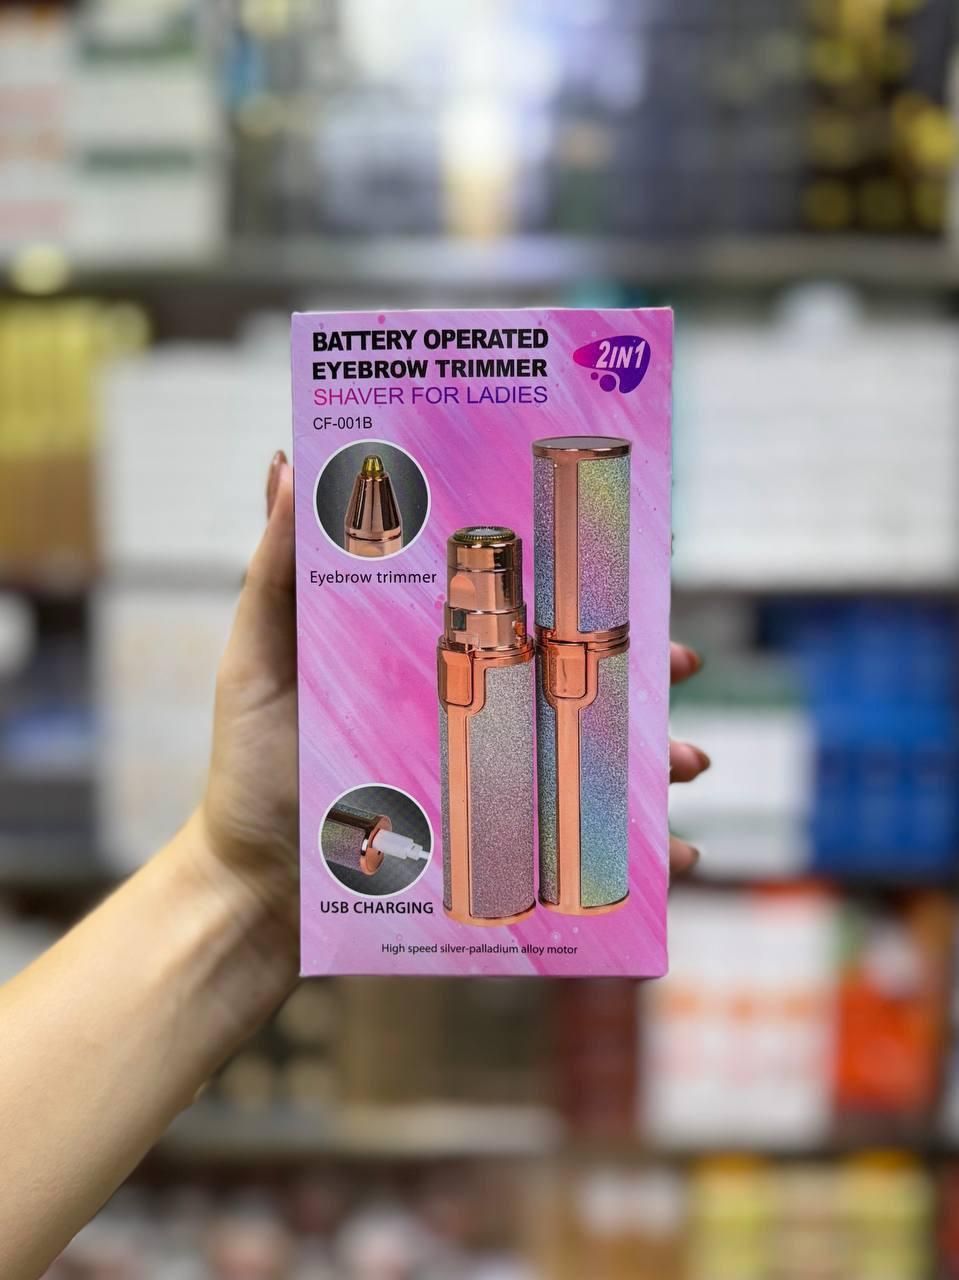 BATTERY OPERATED
EYEBROW TRIMMER
SHAVER FOR LADIES
CF-001B
2IN1
Eyebrow trimmer
USB CHARGING
High speed silver-palladium alloy motor